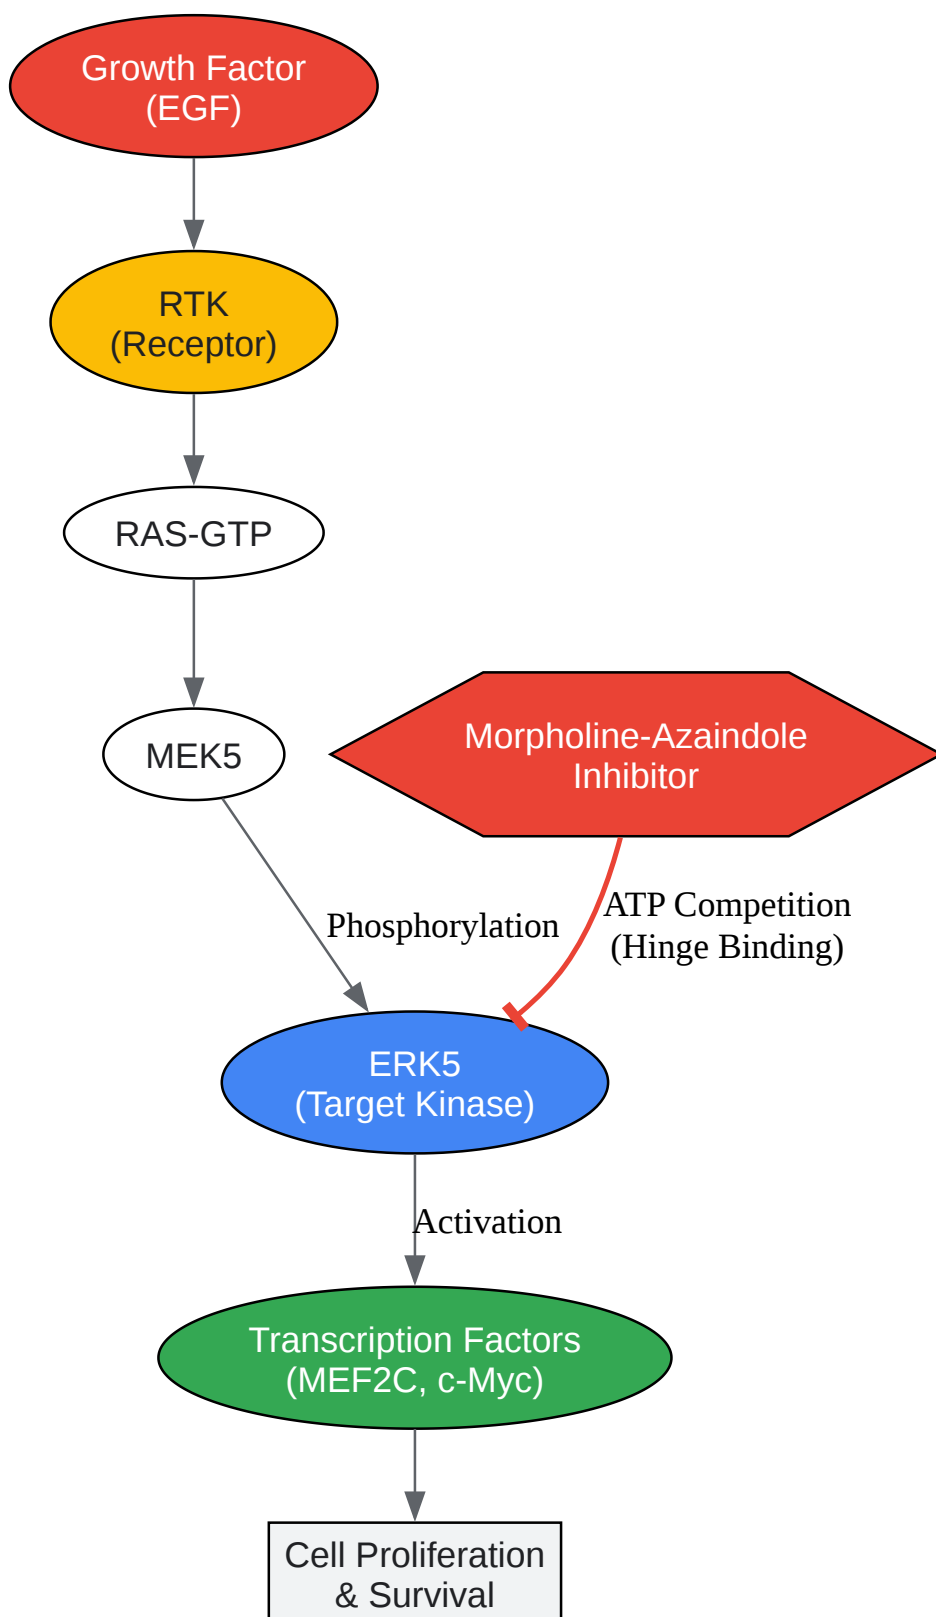 Growth Factor
(EGF)
RTK
(Receptor)
RAS-GTP
MEK5
Morpholine-Azaindole
Inhibitor
Phosphorylation
ATP Competition
(Hinge Binding)
ERK5
(Target Kinase)
Activation
Transcription Factors
(MEF2C, c-Myc)
Cell Proliferation
& Survival